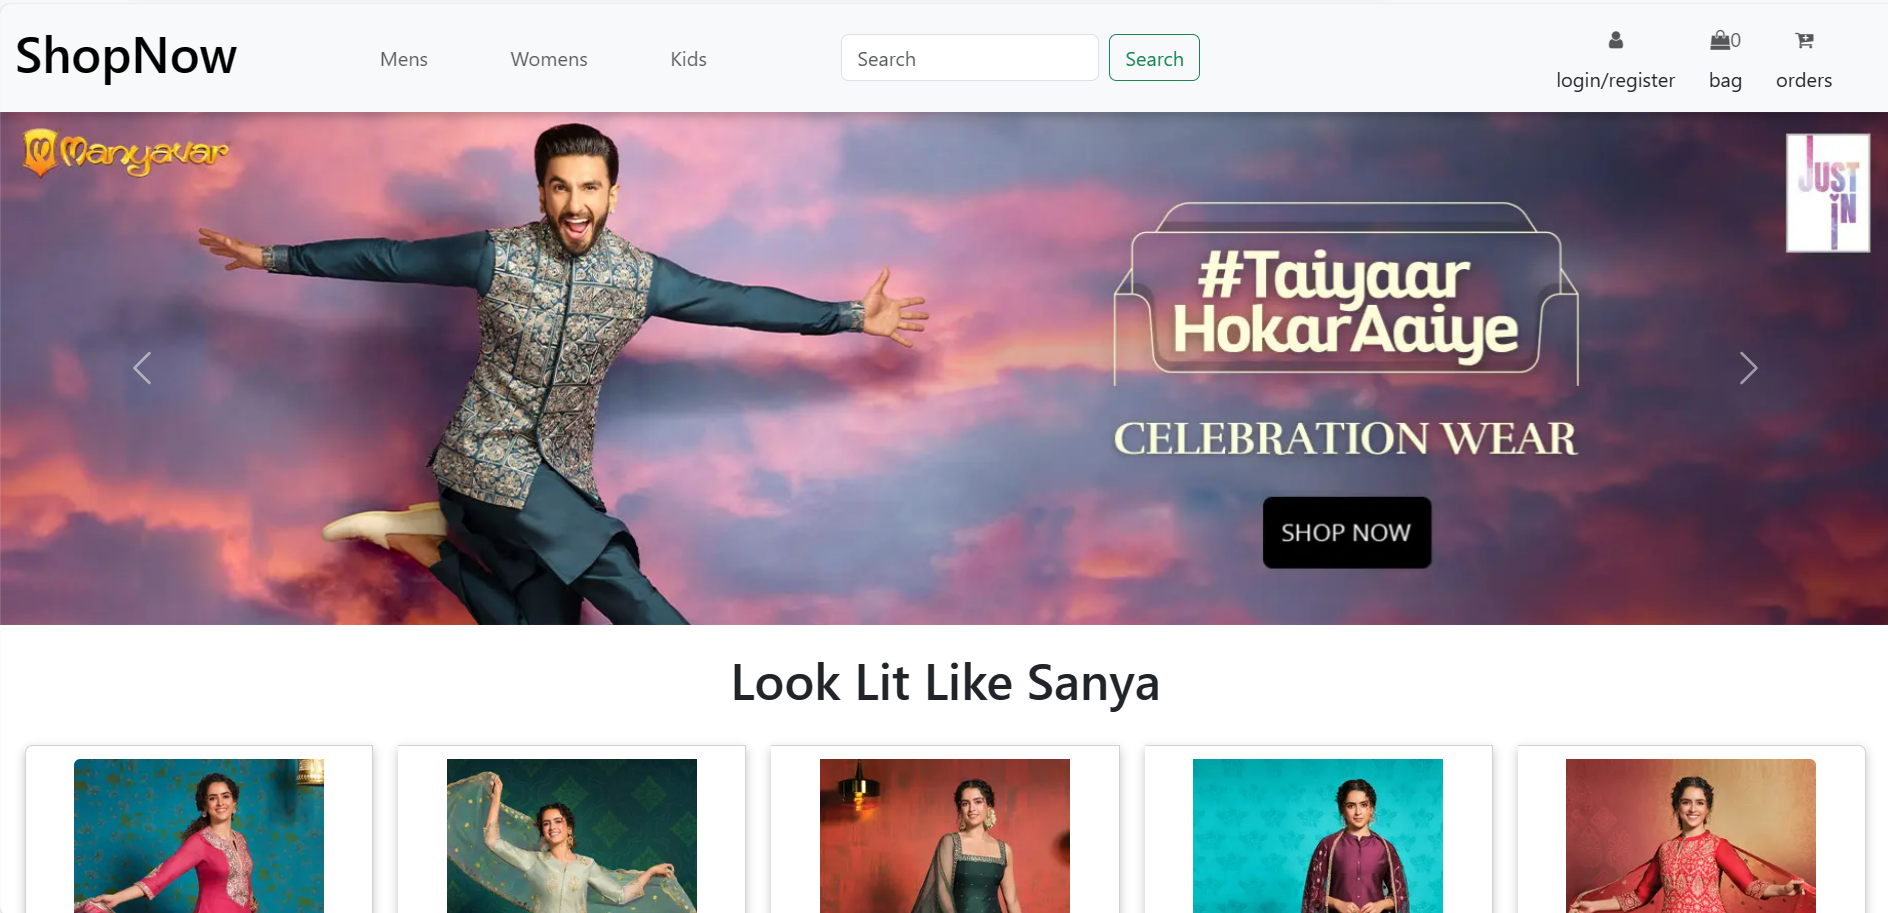 ShopNow
Mens
Womens
Kids
Search
Search
login/register
0
bag
orders
Manyavar
JUST
iN
#Taiyaar
HokarAaiye
CELEBRATION WEAR
SHOP NOW
Look Lit Like Sanya